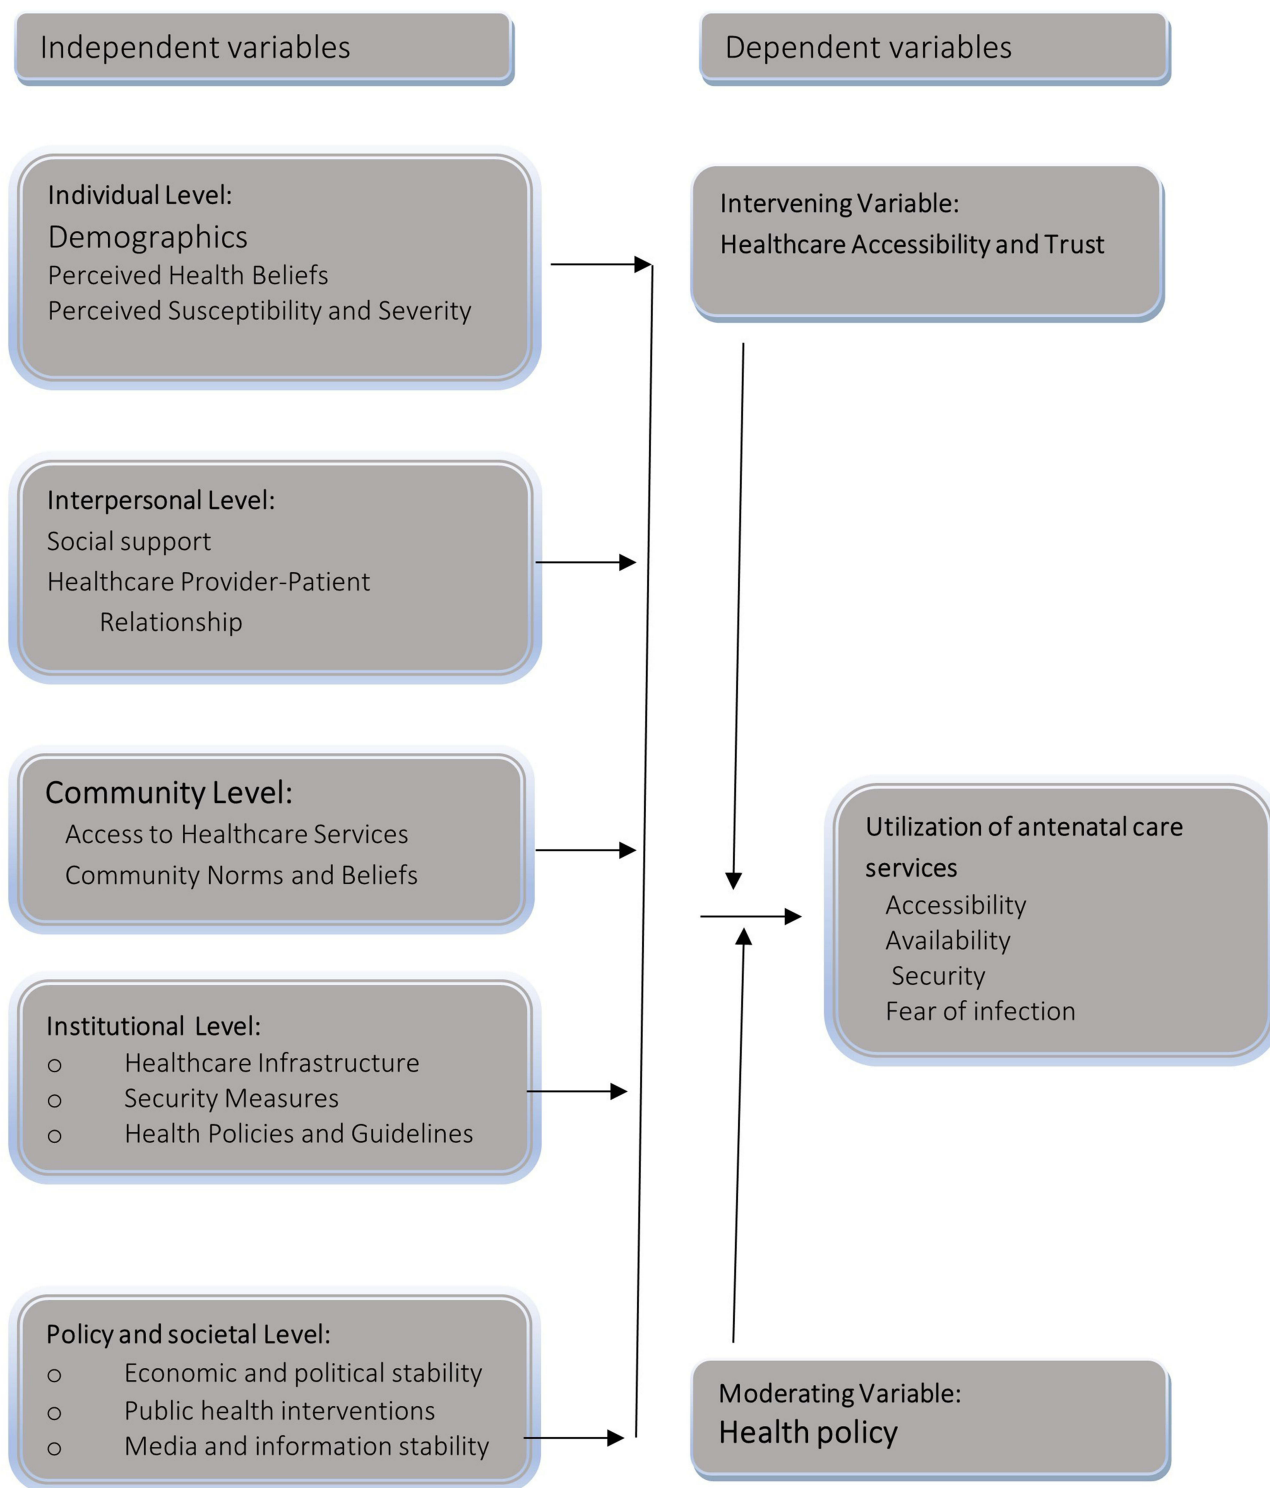 Independent variables
Dependent variables
Individual Level:
Demographics
Perceived Health Beliefs
Perceived Susceptibility and Severity
Intervening Variable:
Healthcare Accessibility and Trust
Interpersonal Level:
Social support
Healthcare Provider-Patient
Relationship
Community Level:
Access to Healthcare Services
Community Norms and Beliefs
Utilization of antenatal care
services
Accessibility
Availability
Security
Fear of infection
Institutional Level:
o Healthcare Infrastructure
o Security Measures
o Health Policies and Guidelines
Policy and societal Level:
o Economic and political stability
o Public health interventions
o Media and information stability
Moderating Variable:
Health policy